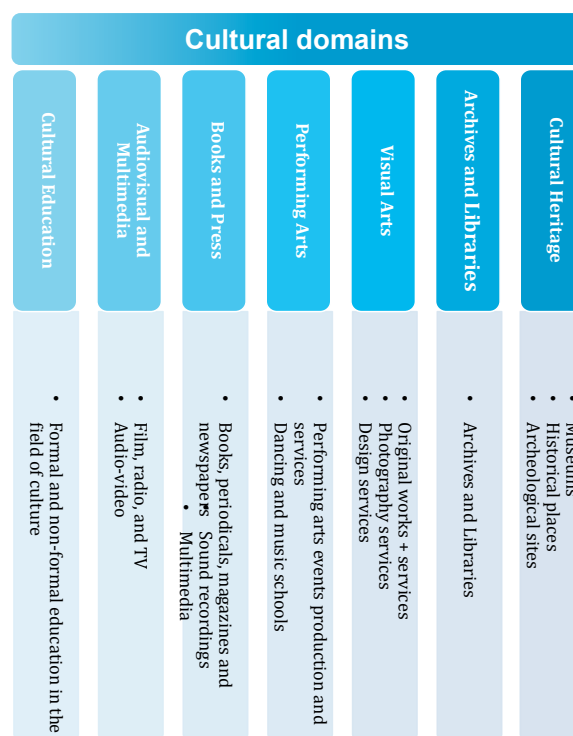 Cultural domains
Cultural Education
Audiovisual and
Multimedia
Books and Press
Performing Arts
Visual Arts
Archives and Libraries
Cultural Heritage
• Formal and non-formal education in the
field of culture
• Film, radio, and TV
• Audio-video
• Books, periodicals, magazines and
newspapers
• Sound recordings
• Multimedia
• Performing arts events production and
services
• Dancing and music schools
• Original works + services
• Photography services
• Design services
• Archives and Libraries
• Museums
• Historical places
• Archeological sites